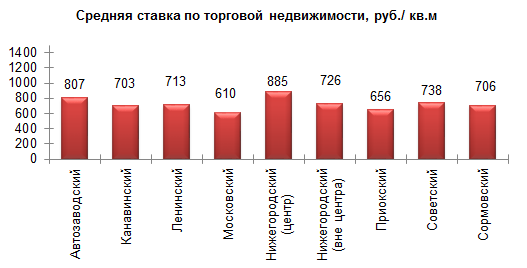 Средняя ставка по торговой недвижимости, руб./ кв.м
1400
1200
1000
800
600
400
200
0
807
703
713
610
885
726
656
738
706
Автозаводский
Канавинский
Ленинский
Московский
Нижегородский
(центр)
Нижегородский
(вне центра)
Приокский
Советский
Сормовский